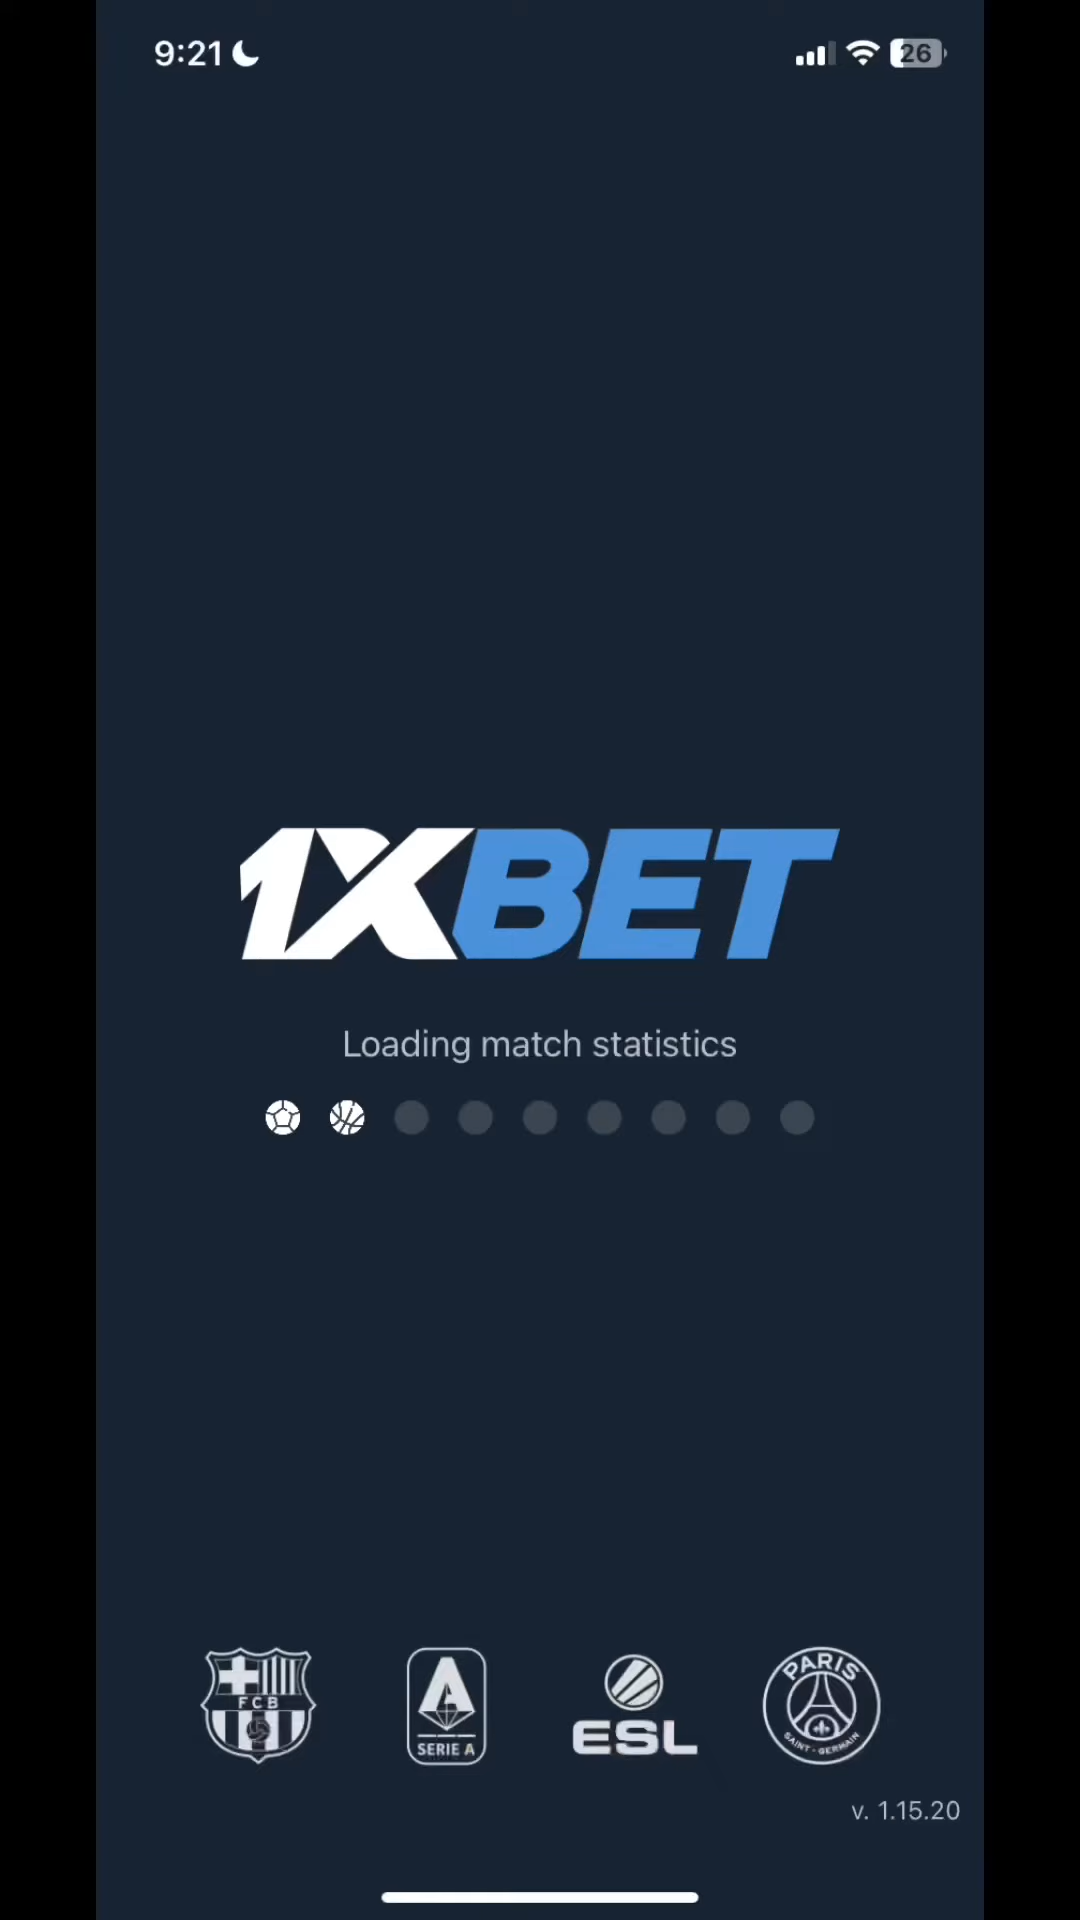 9:21
26
1XBET
Loading match statistics
FCB
SERIE A
ESL
PARIS
SAINT-GERMAIN
v. 1.15.20